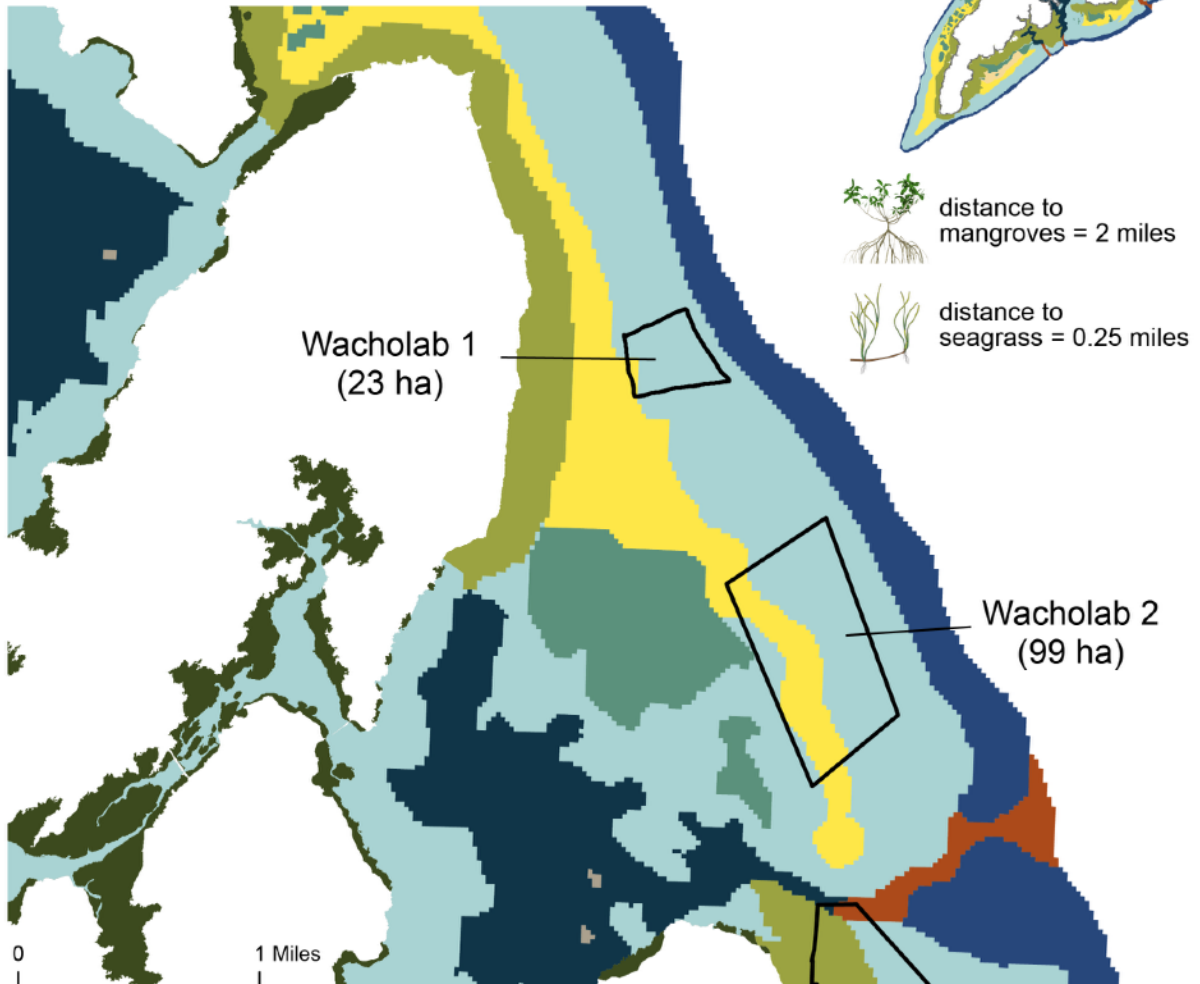 distance to
mangroves = 2 miles
distance to
seagrass = 0.25 miles
Wacholab 1
(23 ha)
Wacholab 2
(99 ha)
0
1 Miles